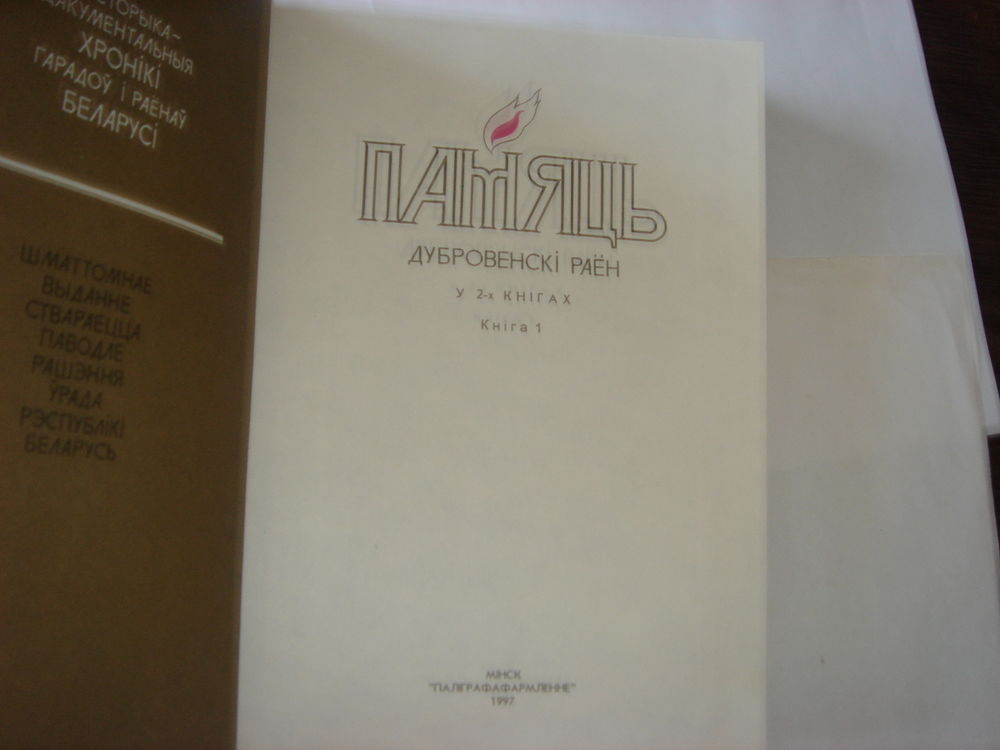 ДАКУМЕНТАЛЬНЫЯ
ХРОНІКІ
ГАРАДОЎ І РАЁНАЎ
БЕЛАРУСІ
ШМАТТОМНАЕ
ВЫДАННЕ
СТВАРАЕЦЦА
ПАВОДЛЕ
РАШЭННЯ
ЎРАДА
РЭСПУБЛІКІ
БЕЛАРУСЬ
ПАМЯЦЬ
ДУБРОВЕНСКІ РАЁН
У 2-х КНІГАХ
Кніга 1
МІНСК
"ПАЛІГРАФАФАРМЛЕННЕ"
1997